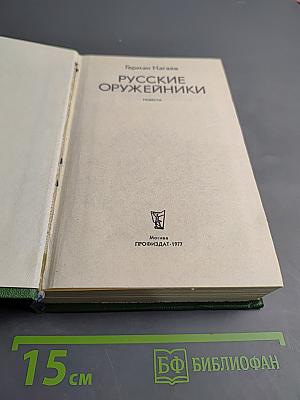 Герман Нагаев
РУССКИЕ
ОРУЖЕЙНИКИ
ПОВЕСТИ
Москва
ПРОФИЗДАТ-1977
15 см
БФ БИБЛИОФАН